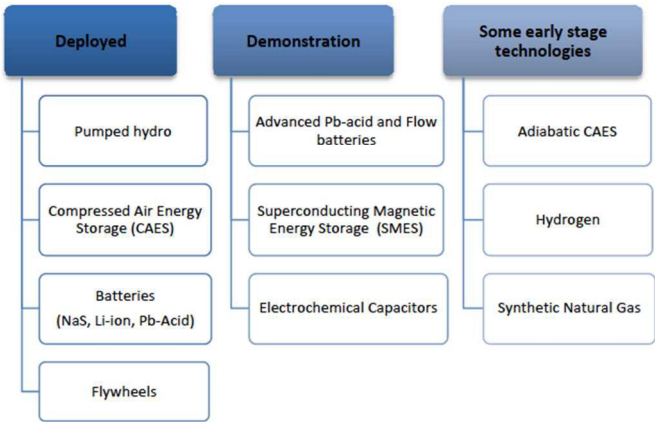 Deployed
Pumped hydro
Compressed Air Energy
Storage (CAES)
Batteries
(NaS, Li-ion, Pb-Acid)
Flywheels
Demonstration
Advanced Pb-acid and Flow
batteries
Superconducting Magnetic
Energy Storage (SMES)
Electrochemical Capacitors
Some early stage
technologies
Adiabatic CAES
Hydrogen
Synthetic Natural Gas